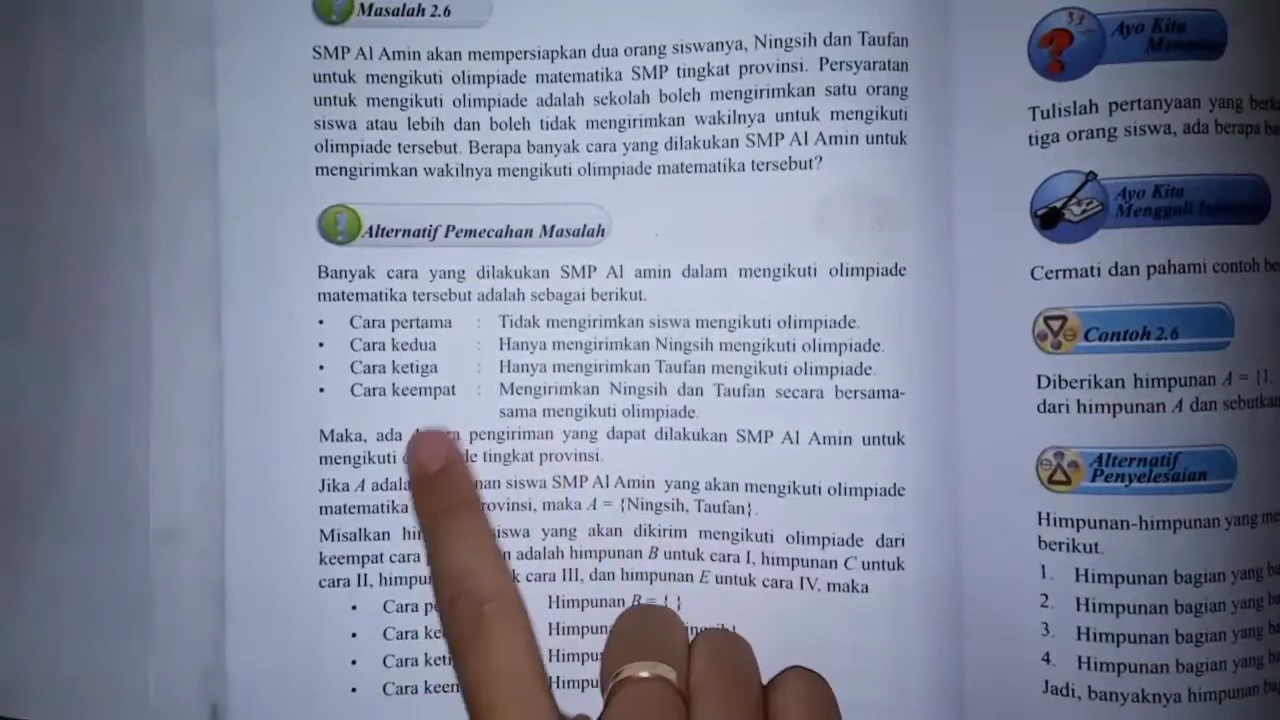 Masalah 2.6
SMP Al Amin akan mempersiapkan dua orang siswanya, Ningsih dan Taufan
untuk mengikuti olimpiade matematika SMP tingkat provinsi. Persyaratan
untuk mengikuti olimpiade adalah sekolah boleh mengirimkan satu orang
siswa atau lebih dan boleh tidak mengirimkan wakilnya untuk mengikuti
olimpiade tersebut. Berapa banyak cara yang dilakukan SMP Al Amin untuk
mengirimkan wakilnya mengikuti olimpiade matematika tersebut?
Alternatif Pemecahan Masalah
Banyak cara yang dilakukan SMP Al amin dalam mengikuti olimpiade
matematika tersebut adalah sebagai berikut.
• Cara pertama : Tidak mengirimkan siswa mengikuti olimpiade.
• Cara kedua : Hanya mengirimkan Ningsih mengikuti olimpiade.
• Cara ketiga : Hanya mengirimkan Taufan mengikuti olimpiade.
• Cara keempat : Mengirimkan Ningsih dan Taufan secara bersama-
sama mengikuti olimpiade.
Maka, ada pengiriman yang dapat dilakukan SMP Al Amin untuk
mengikuti tingkat provinsi.
Jika A siswa SMP Al Amin yang akan mengikuti olimpiade
matematika maka A = {Ningsih, Taufan}.
Misalkan siswa yang akan dikirim mengikuti olimpiade dari
keempat cara adalah himpunan B untuk cara I, himpunan C untuk
cara II, cara III, dan himpunan E untuk cara IV, maka
• Cara Himpunan B = { }
• Cara
• Cara
• Cara
Ayo Kita
Tulislah pertanyaan yang
tiga orang siswa, ada berapa
Ayo Kita
Menggali
Cermati dan pahami contoh
Contoh 2.6
Diberikan himpunan A = {1,
dari himpunan A dan sebutkan
Alternatif
Penyelesaian
Himpunan-himpunan yang
berikut.
1. Himpunan bagian yang
2. Himpunan bagian yang
3. Himpunan bagian yang
4. Himpunan bagian yang
Jadi, banyaknya himpunan